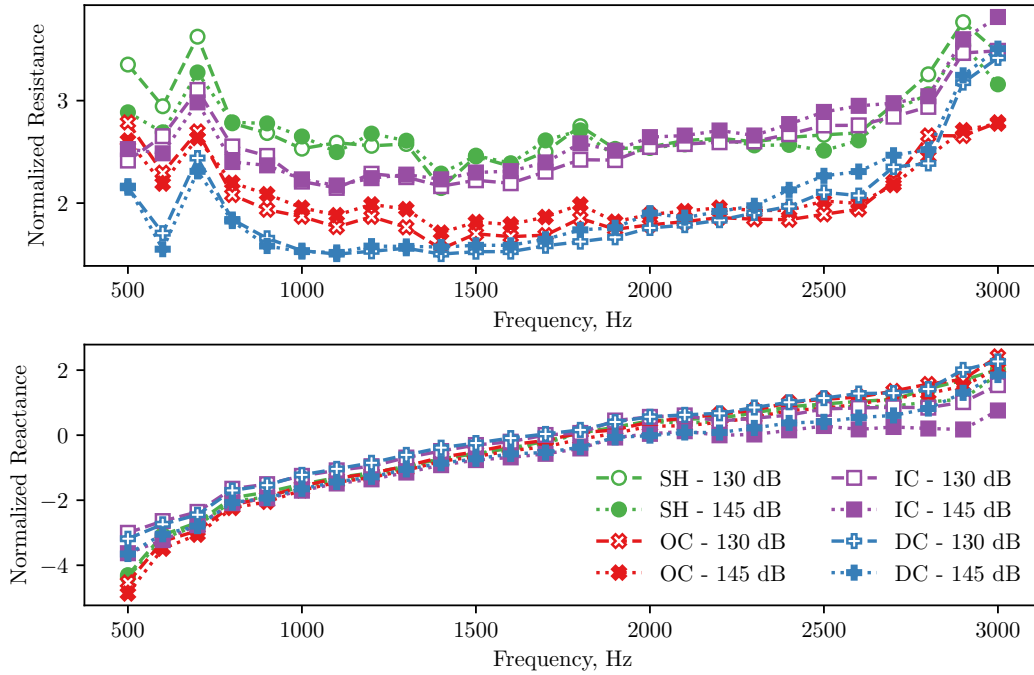 Normalized Resistance
3
2
500 1000 1500 2000 2500 3000
Frequency, Hz
Normalized Reactance
2
0
−2
−4
SH - 130 dB
SH - 145 dB
OC - 130 dB
OC - 145 dB
IC - 130 dB
IC - 145 dB
DC - 130 dB
DC - 145 dB
500 1000 1500 2000 2500 3000
Frequency, Hz